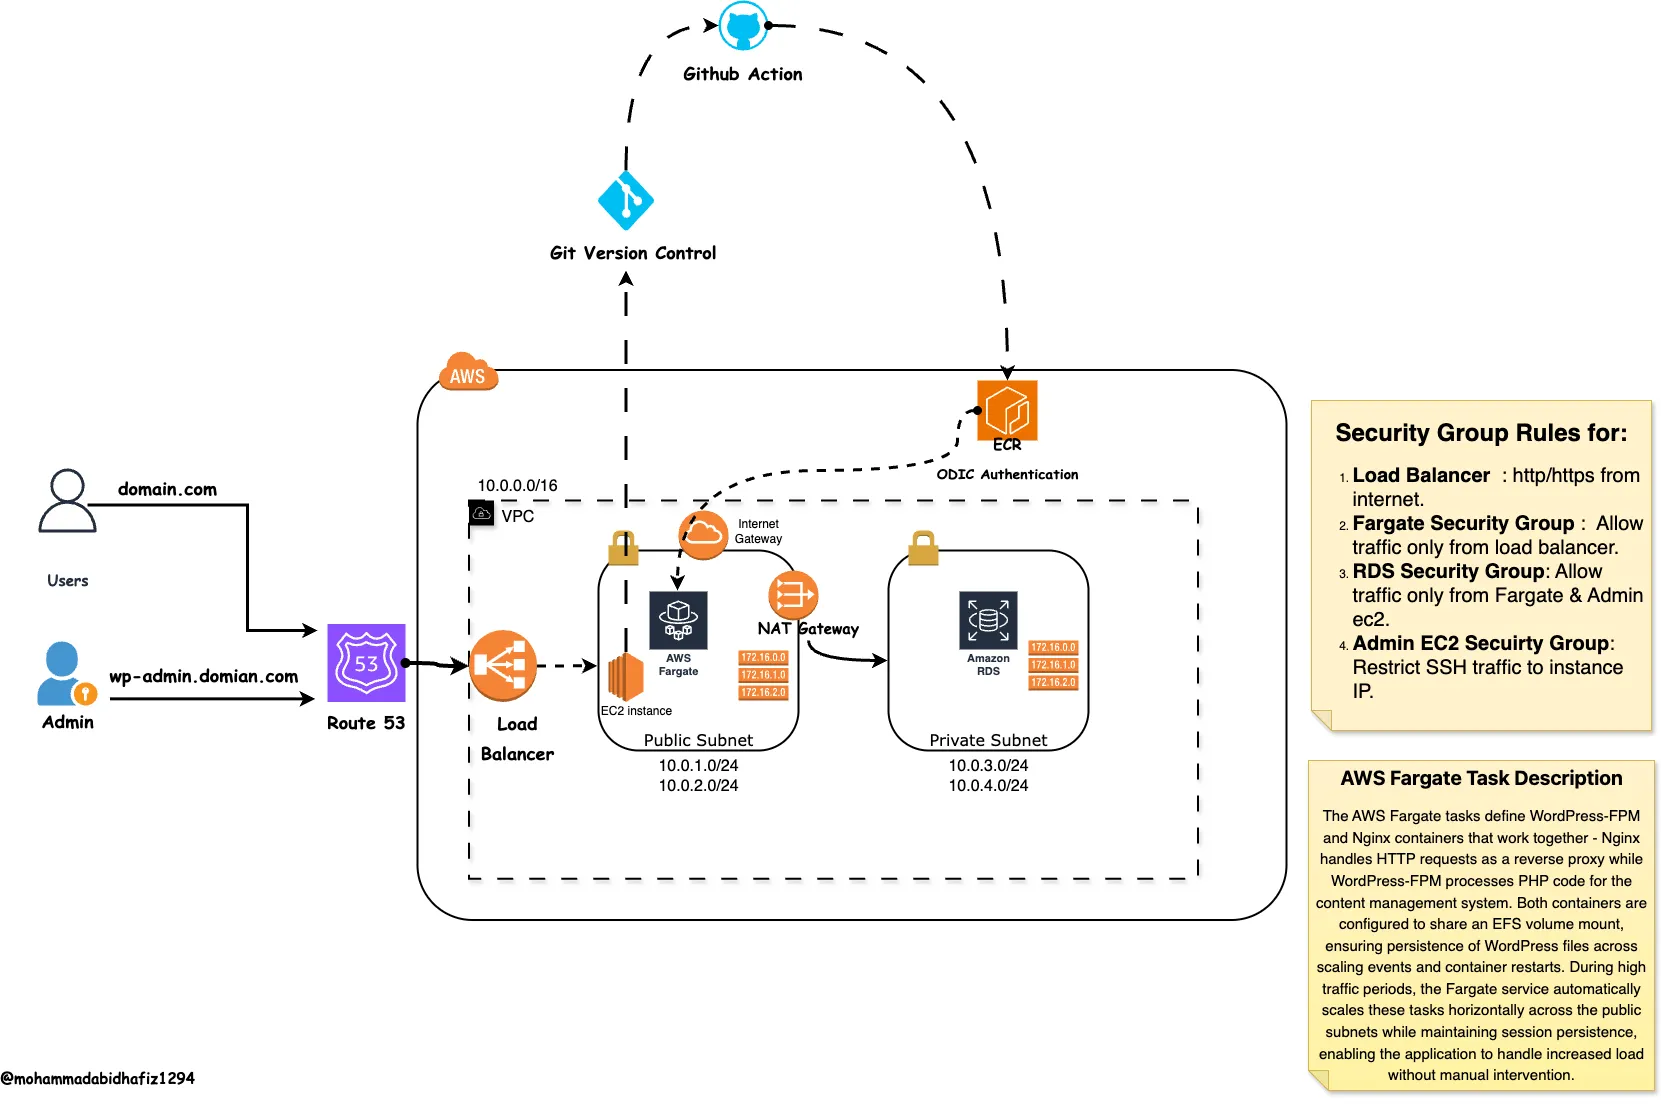 Github Action
Git Version Control
AWS
ECR
ODIC Authentication
10.0.0.0/16
VPC
Internet
Gateway
domain.com
Users
wp-admin.domian.com
Admin
53
Route 53
Load
Balancer
AWS
Fargate
172.16.0.0
172.16.1.0
172.16.2.0
EC2 instance
NAT Gateway
Public Subnet
10.0.1.0/24
10.0.2.0/24
Amazon
RDS
172.16.0.0
172.16.1.0
172.16.2.0
Private Subnet
10.0.3.0/24
10.0.4.0/24
Security Group Rules for:
1. Load Balancer : http/https from
internet.
2. Fargate Security Group : Allow
traffic only from load balancer.
3. RDS Security Group: Allow
traffic only from Fargate & Admin
ec2.
4. Admin EC2 Secuirty Group:
Restrict SSH traffic to instance
IP.
AWS Fargate Task Description
The AWS Fargate tasks define WordPress-FPM
and Nginx containers that work together - Nginx
handles HTTP requests as a reverse proxy while
WordPress-FPM processes PHP code for the
content management system. Both containers are
configured to share an EFS volume mount,
ensuring persistence of WordPress files across
scaling events and container restarts. During high
traffic periods, the Fargate service automatically
scales these tasks horizontally across the public
subnets while maintaining session persistence,
enabling the application to handle increased load
without manual intervention.
@mohammadabidhafiz1294